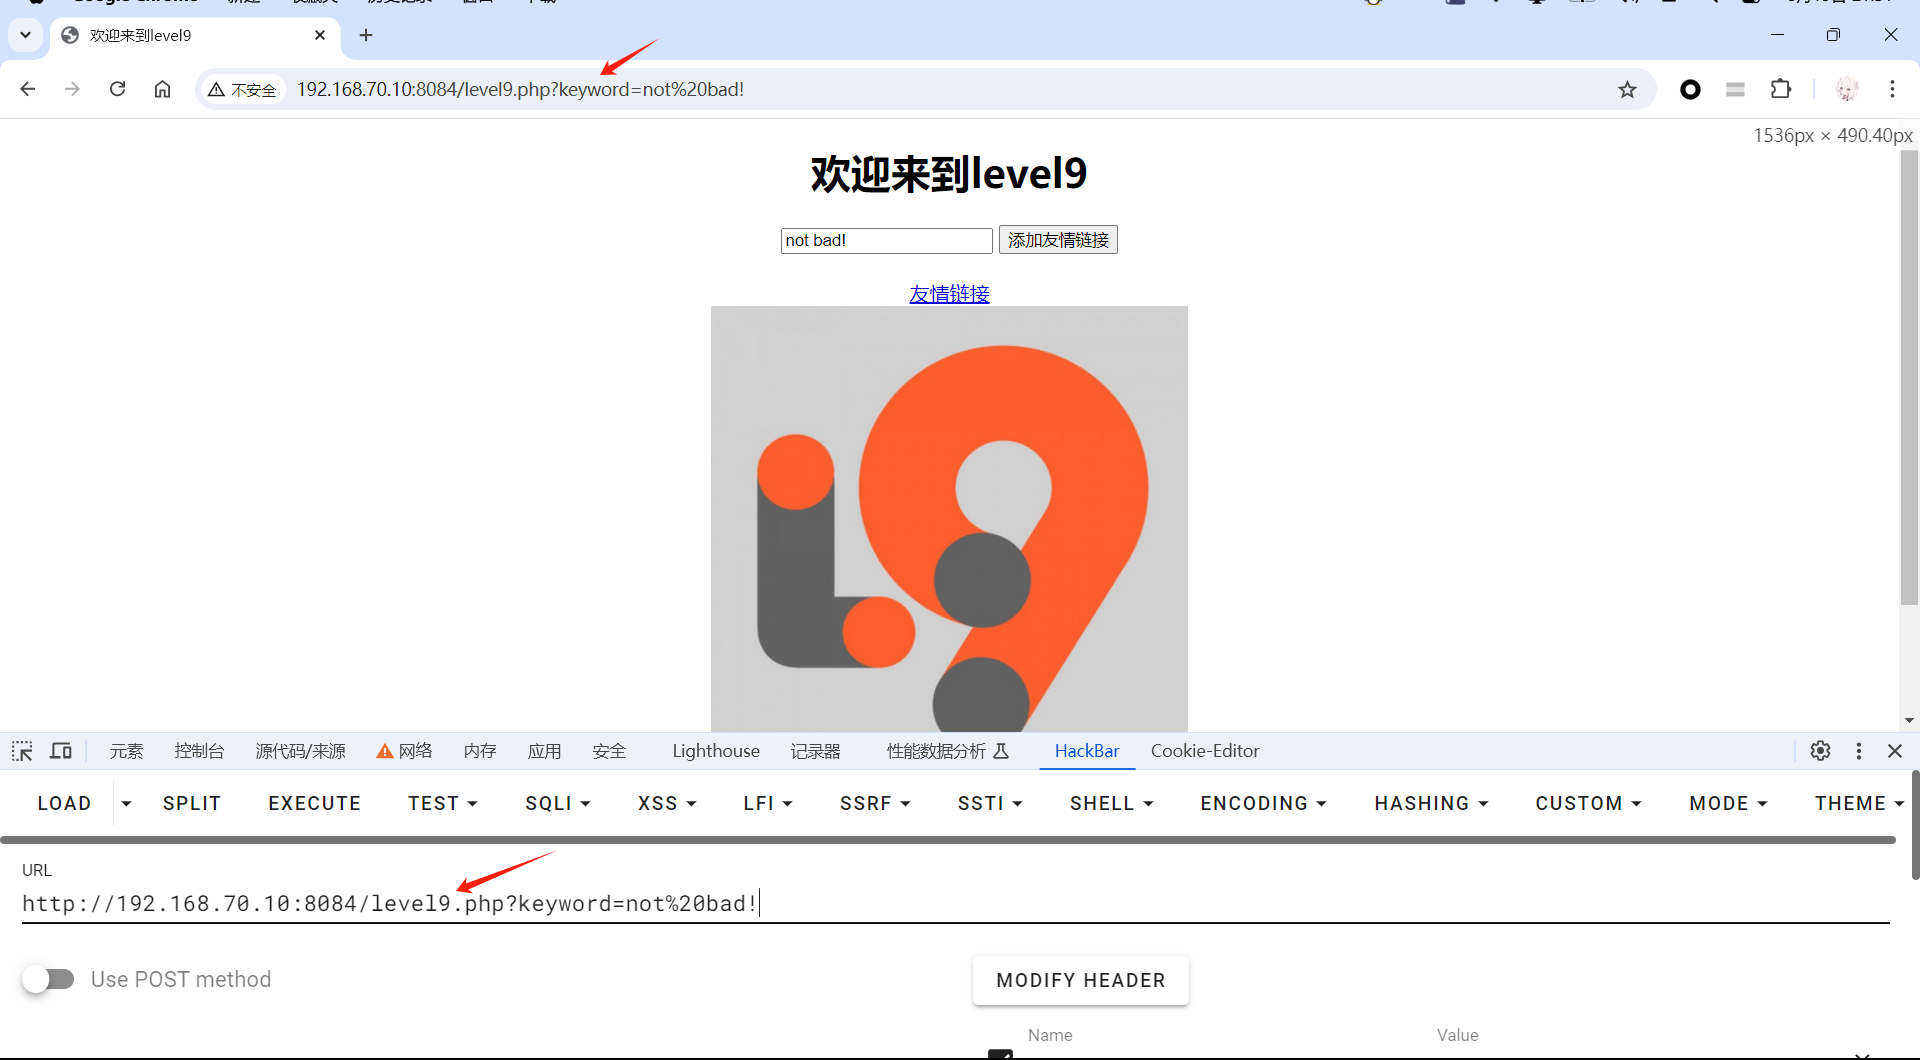 欢迎来到level9
不安全 192.168.70.10:8084/level9.php?keyword=not%20bad!
1536px × 490.40px
欢迎来到level9
not bad! 添加友情链接
友情链接
元素 控制台 源代码/来源 网络 内存 应用 安全 Lighthouse 记录器 性能数据分析 HackBar Cookie-Editor
LOAD SPLIT EXECUTE TEST SQLI XSS LFI SSRF SSTI SHELL ENCODING HASHING CUSTOM MODE THEME
URL
http://192.168.70.10:8084/level9.php?keyword=not%20bad!
Use POST method MODIFY HEADER
Name Value